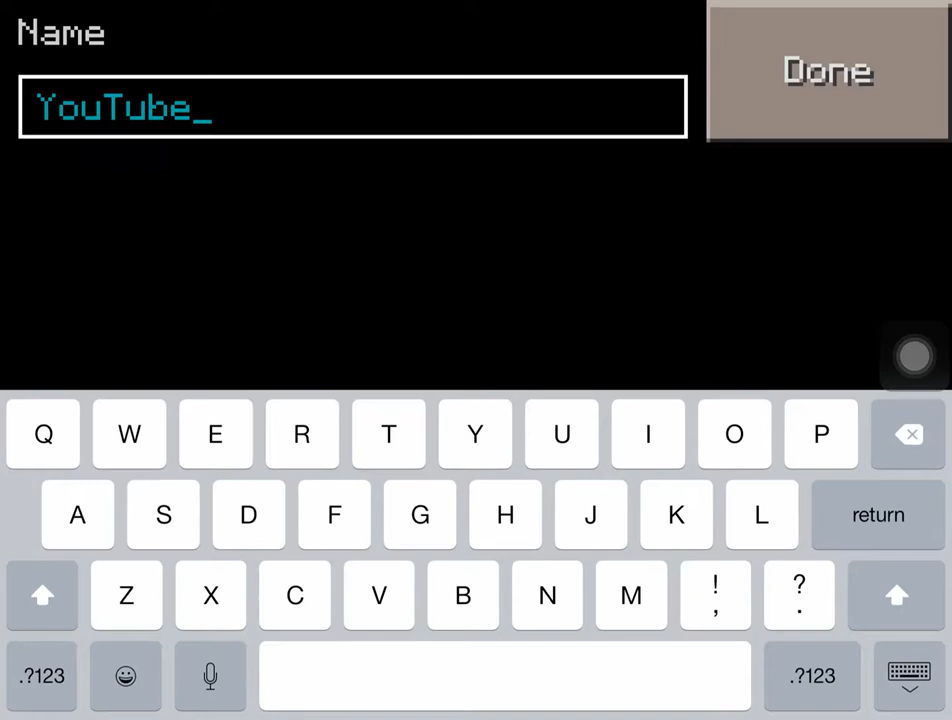 Name
Done
YouTube_
Q W E R T Y U I O P
A S D F G H J K L return
Z X C V B N M ! , ? .
.?123 .?123